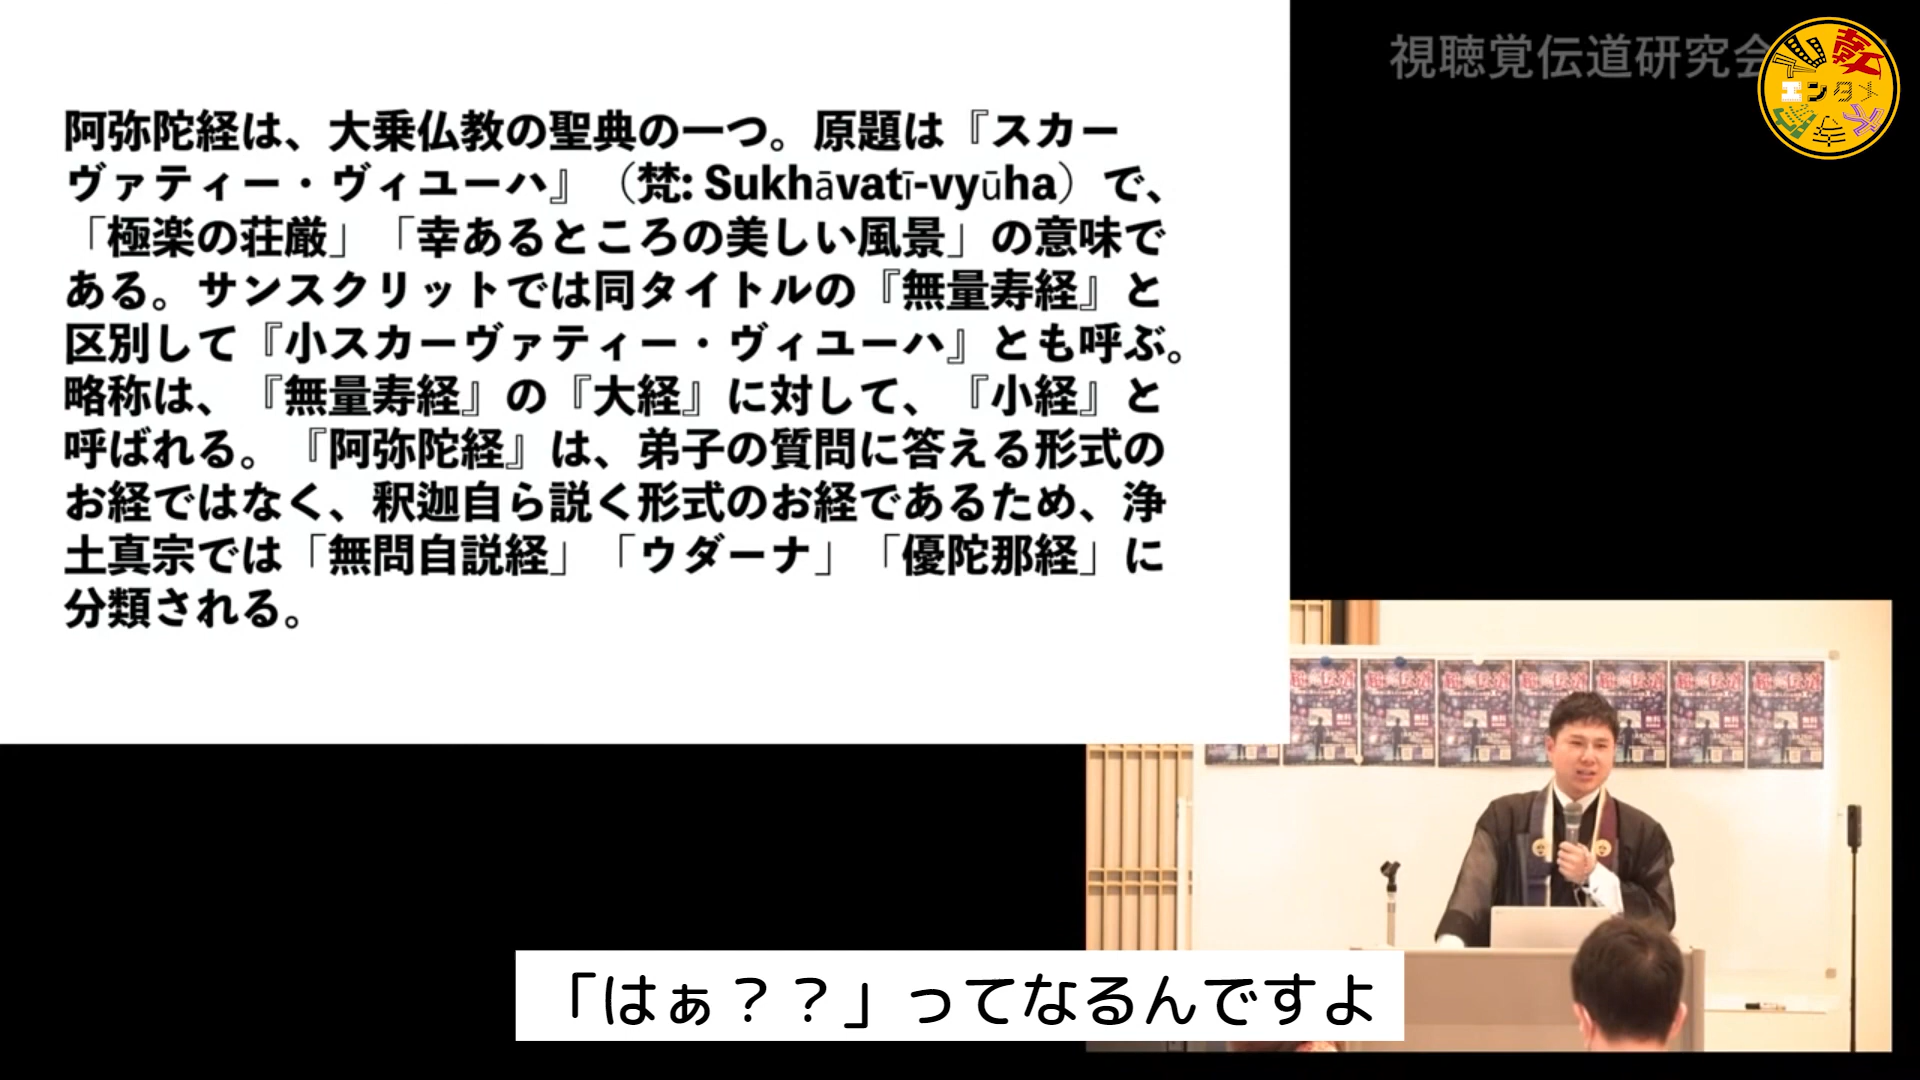 阿弥陀経は、大乗仏教の聖典の一つ。原題は『スカー
ヴァティー・ヴィユーハ』（梵: Sukhāvatī-vyūha）で、
「極楽の荘厳」「幸あるところの美しい風景」の意味で
ある。サンスクリットでは同タイトルの『無量寿経』と
区別して『小スカーヴァティー・ヴィユーハ』とも呼ぶ。
略称は、『無量寿経』の『大経』に対して、『小経』と
呼ばれる。『阿弥陀経』は、弟子の質問に答える形式の
お経ではなく、釈迦自ら説く形式のお経であるため、浄
土真宗では「無問自説経」「ウダーナ」「優陀那経」に
分類される。
視聴覚伝道研究会
エンタメ
「はぁ？？」ってなるんですよ